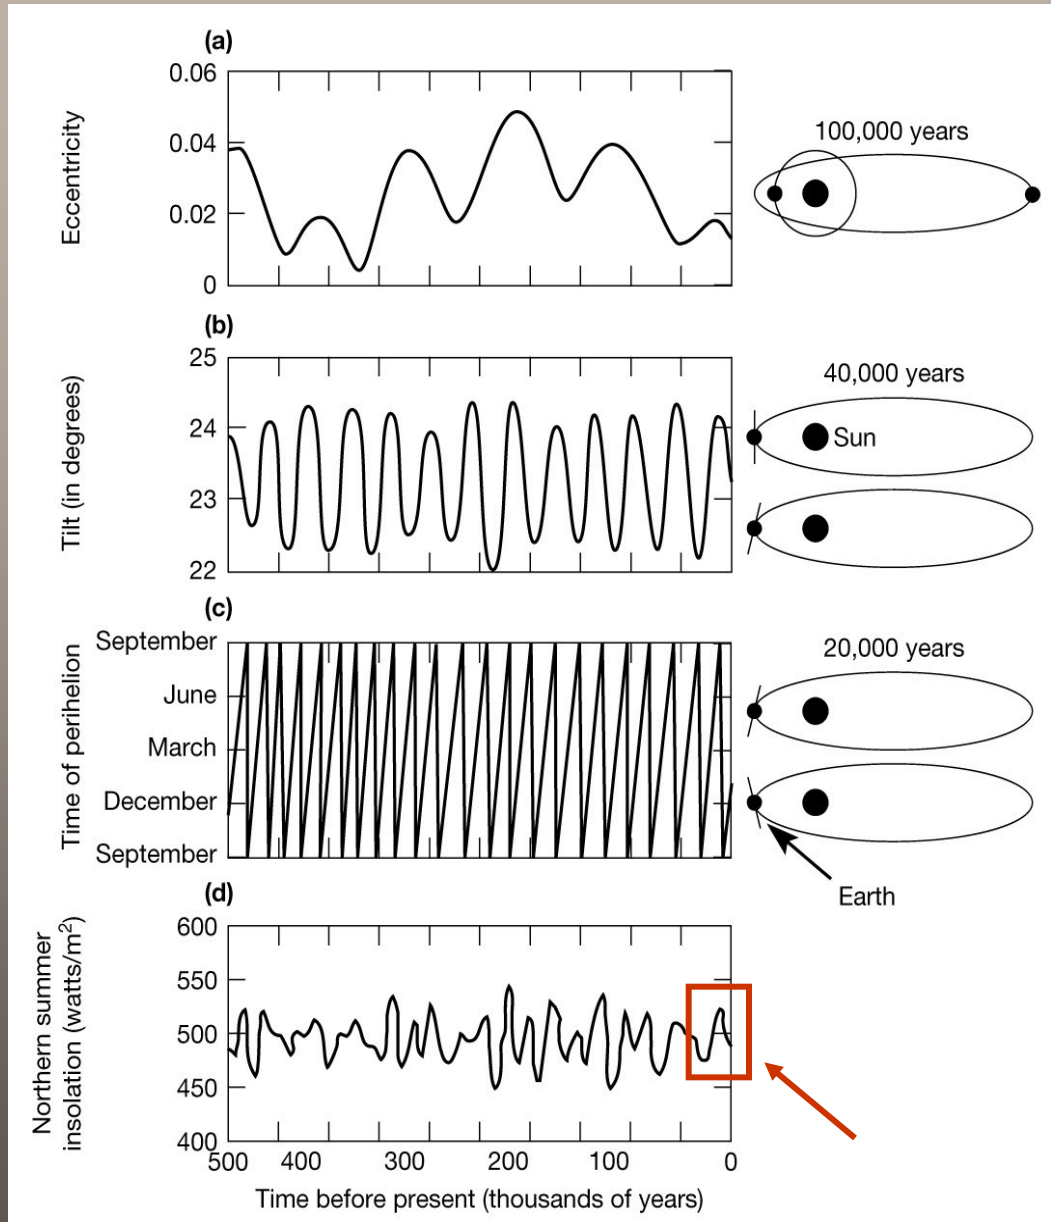 (a)
Eccentricity
0.06
0.04
0.02
0
100,000 years
(b)
Tilt (in degrees)
25
24
23
22
40,000 years
Sun
(c)
Time of perihelion
September
June
March
December
September
20,000 years
Earth
(d)
Northern summer
insolation (watts/m²)
600
550
500
450
400
500 400 300 200 100 0
Time before present (thousands of years)